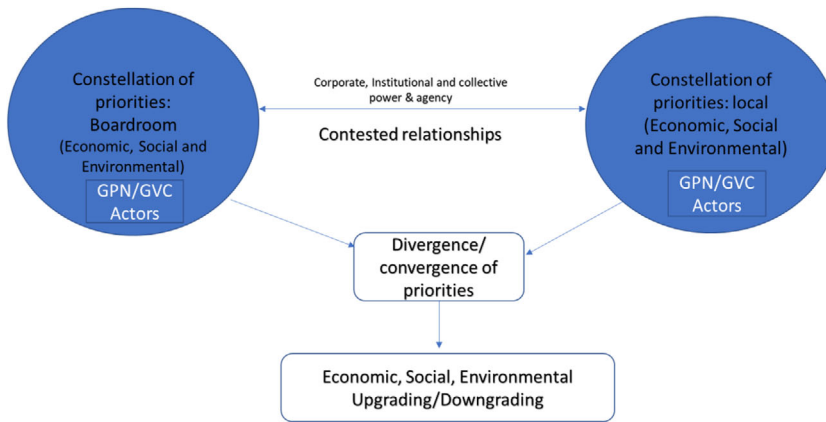 Constellation of
priorities:
Boardroom
(Economic, Social and
Environmental)
GPN/GVC
Actors
Corporate, Institutional and collective
power & agency
Contested relationships
Constellation of
priorities: local
(Economic, Social
and Environmental)
GPN/GVC
Actors
Divergence/
convergence of
priorities
Economic, Social, Environmental
Upgrading/Downgrading